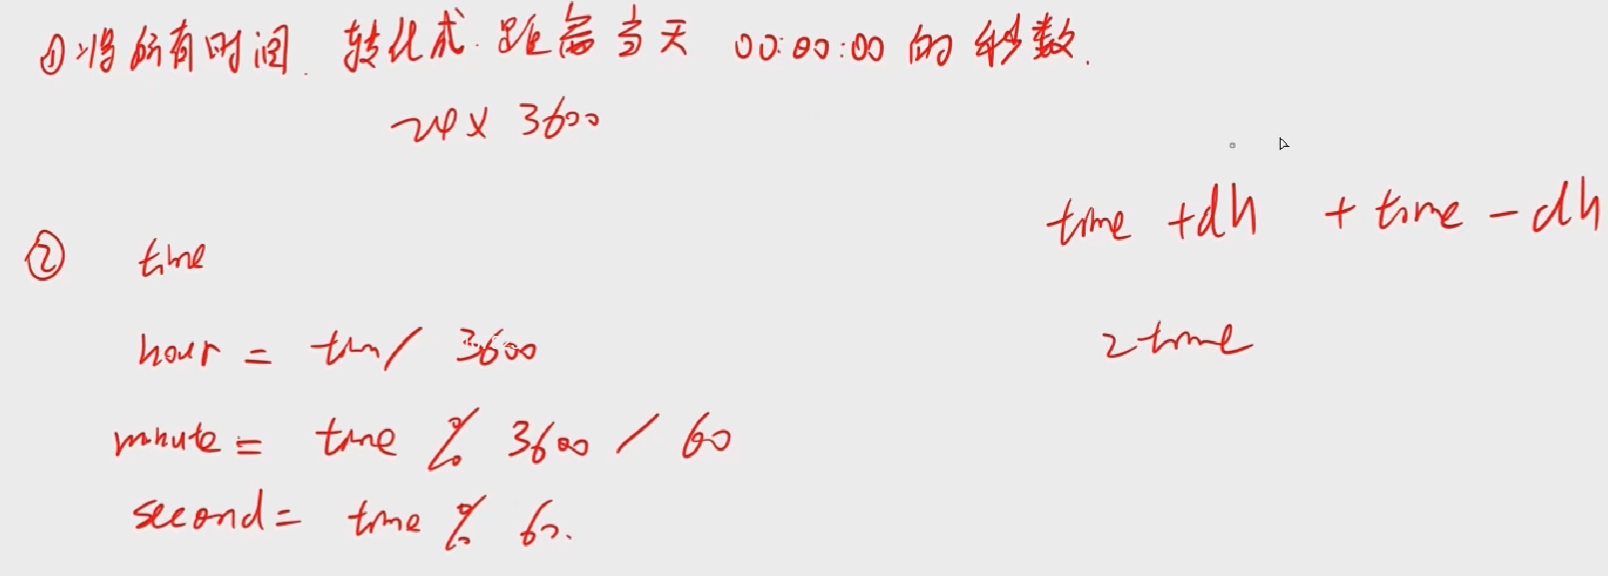 ①将所有时间.转化成.距离当天 00:00:00 的秒数.
24 x 3600
time +dh + time - dh
② time
2time
hour = tim/ 3600
minute = time % 3600 / 60
second = time % 60.